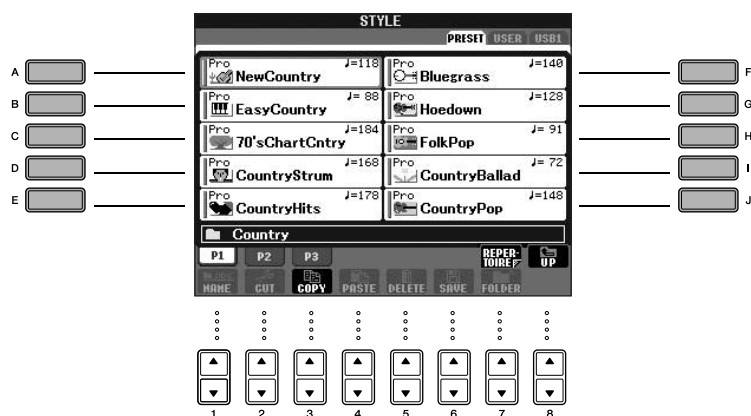 STYLE
PRESET USER USB1
Pro ♩=118 NewCountry
Pro ♩=140 Bluegrass
Pro ♩= 88 EasyCountry
Pro ♩=128 Hoedown
Pro ♩=184 70'sChartCntry
Pro ♩= 91 FolkPop
Pro ♩=168 CountryStrum
Pro ♩= 72 CountryBallad
Pro ♩=178 CountryHits
Pro ♩=148 CountryPop
Country
P1 P2 P3 REPER-TOIRE UP
NAME CUT COPY PASTE DELETE SAVE FOLDER
A
B
C
D
E
F
G
H
I
J
1 2 3 4 5 6 7 8